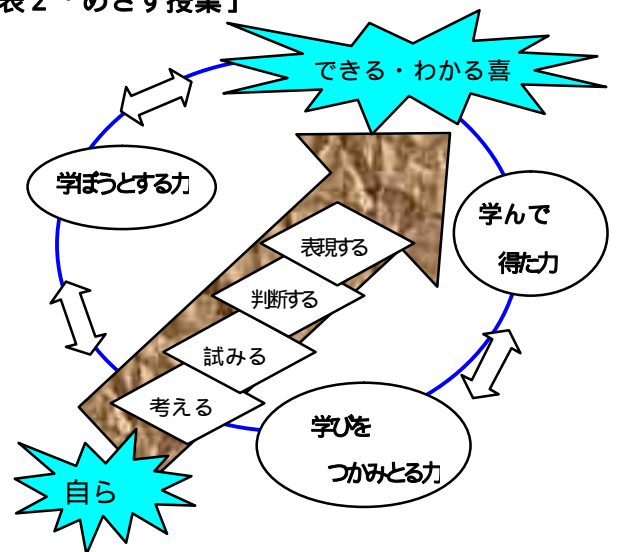 表2「めざす授業」
できる・わかる喜
学ぼうとする力
学んで
得た力
表現する
判断する
試みる
考える
学びを
つかみとる力
自ら